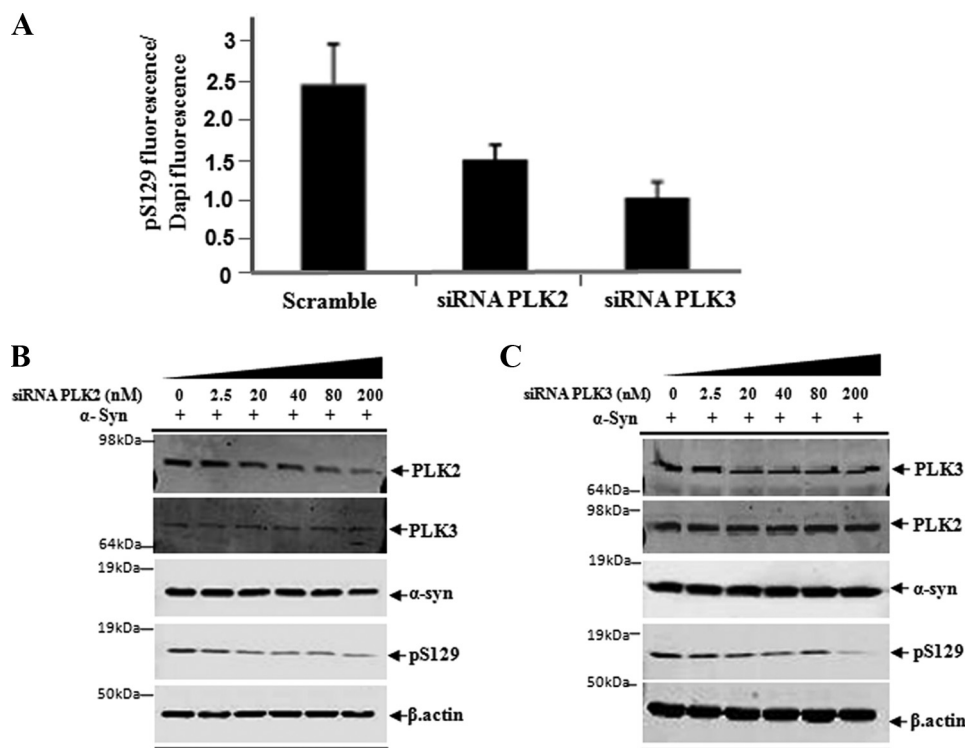 A
pS129 fluorescence/
Dapi fluorescence
3
2.5
2.0
1.5
1.0
0.5
0
Scramble
siRNA PLK2
siRNA PLK3
B
siRNA PLK2 (nM) 0 2.5 20 40 80 200
α- Syn + + + + + +
98kDa
PLK2
PLK3
64kDa
19kDa
α-syn
19kDa
pS129
50kDa
β.actin
C
siRNA PLK3 (nM) 0 2.5 20 40 80 200
α-Syn + + + + + +
PLK3
64kDa
98kDa
PLK2
19kDa
α-syn
19kDa
pS129
50kDa
β.actin